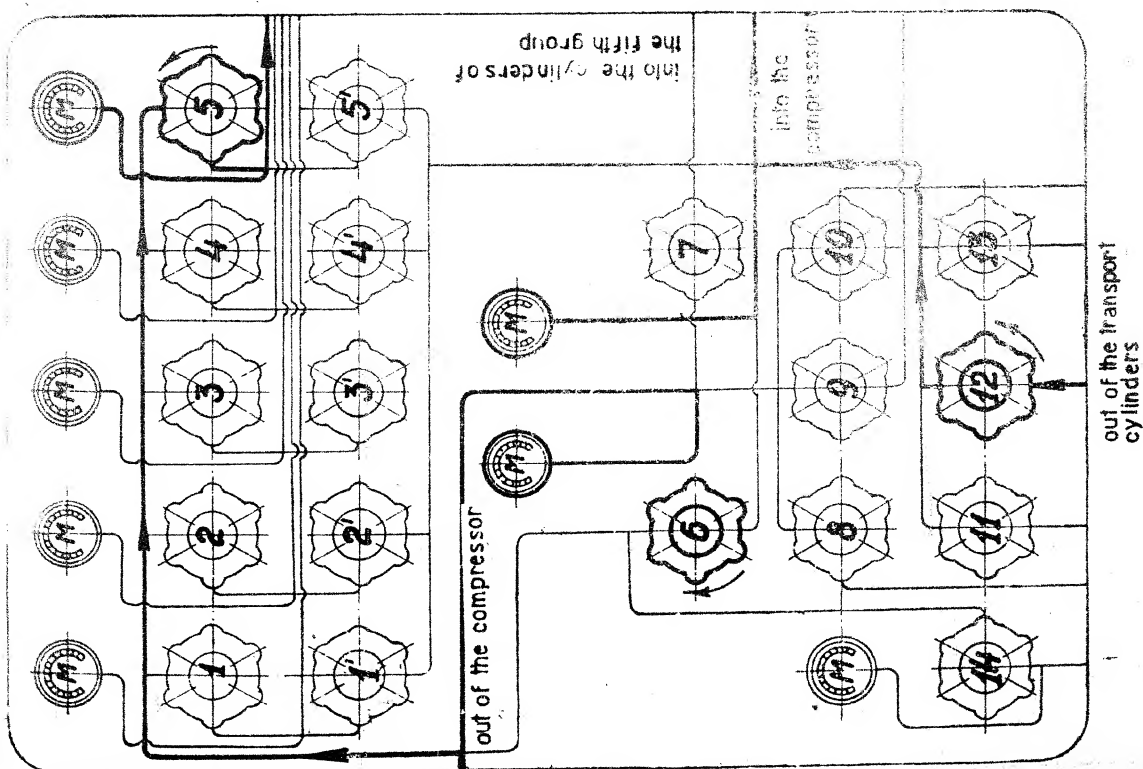 M
5
5'
into the cylinders of
the fifth group
into the
compressor
M
4
4'
7
10
13
M
M
3
3'
9
12
out of the transport
cylinders
M
M
2
2'
6
8
11
out of the compressor
M
1
1'
M
14